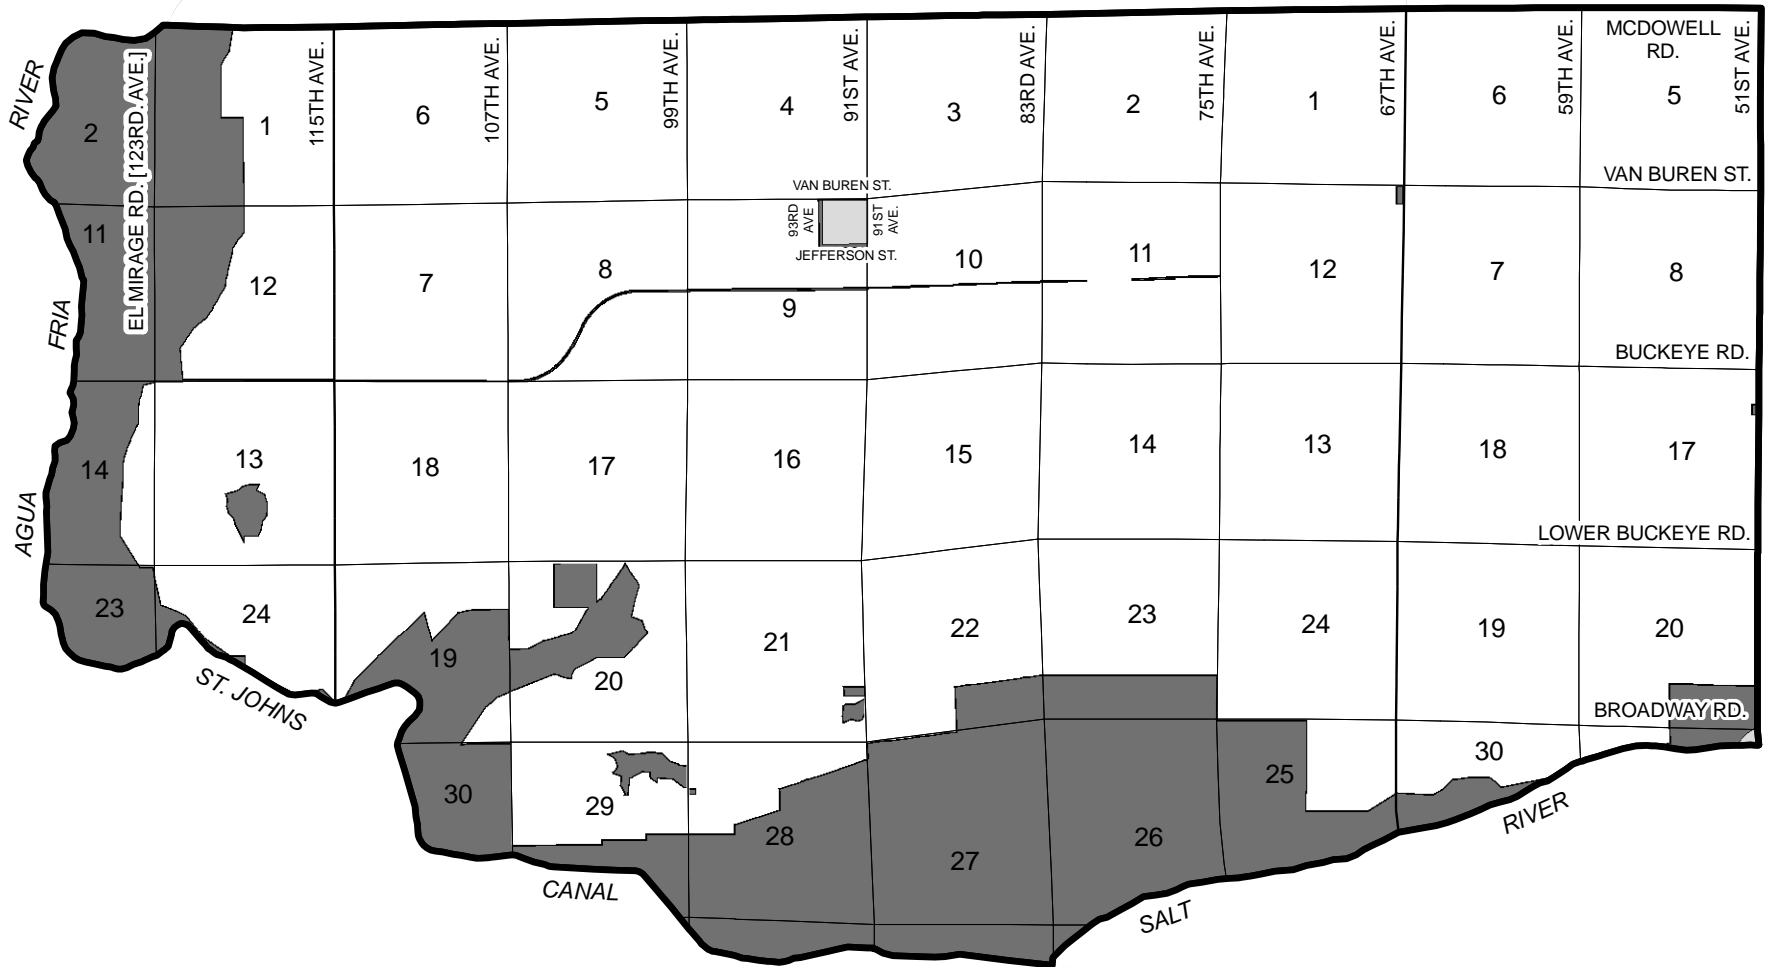 MCDOWELL
RD.
RIVER
EL MIRAGE RD. [123RD. AVE.]
115TH AVE.
107TH AVE.
99TH AVE.
91ST AVE.
83RD AVE.
75TH AVE.
67TH AVE.
59TH AVE.
51ST AVE.
2
1
6
5
4
3
2
1
6
5
VAN BUREN ST.
VAN BUREN ST.
93RD
AVE
91ST
AVE.
JEFFERSON ST.
11
12
7
8
9
10
11
12
7
8
FRIA
BUCKEYE RD.
14
13
18
17
16
15
14
13
18
17
AGUA
LOWER BUCKEYE RD.
23
24
19
20
21
22
23
24
19
20
ST. JOHNS
BROADWAY RD.
30
29
28
27
26
25
30
CANAL
SALT
RIVER